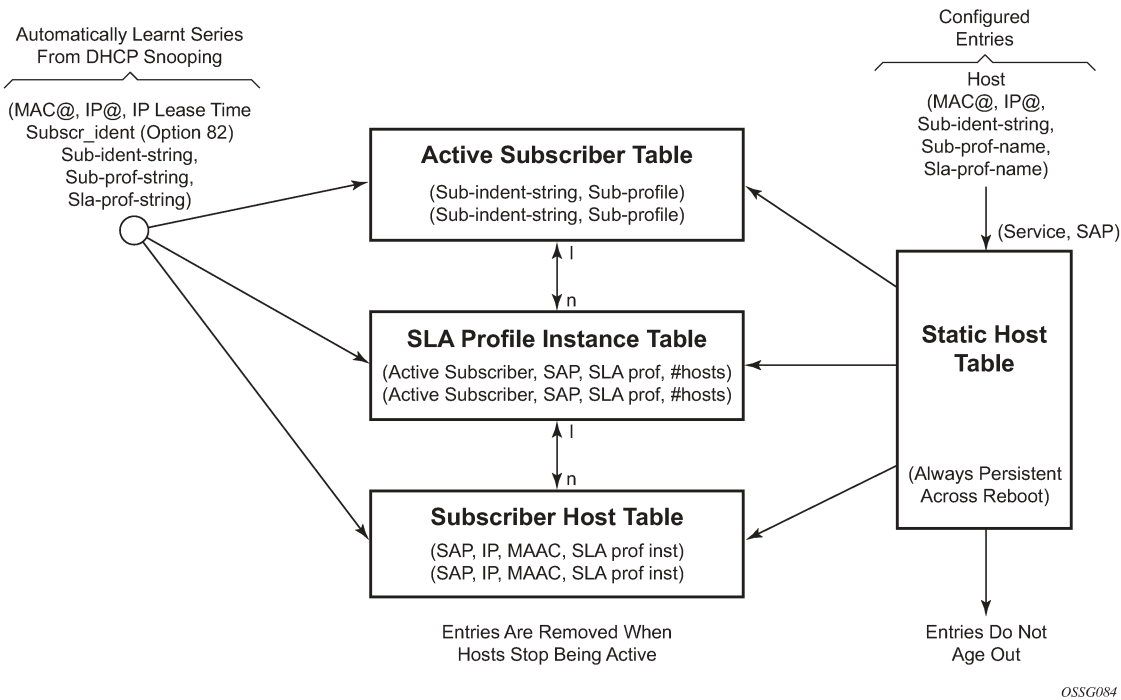 Automatically Learnt Series
From DHCP Snooping
(MAC@, IP@, IP Lease Time
Subscr_ident (Option 82)
Sub-ident-string,
Sub-prof-string,
Sla-prof-string)
Configured
Entries
Host
(MAC@, IP@,
Sub-ident-string,
Sub-prof-name,
Sla-prof-name)
(Service, SAP)
Active Subscriber Table
(Sub-indent-string, Sub-profile)
(Sub-indent-string, Sub-profile)
l
n
SLA Profile Instance Table
(Active Subscriber, SAP, SLA prof, #hosts)
(Active Subscriber, SAP, SLA prof, #hosts)
l
n
Subscriber Host Table
(SAP, IP, MAAC, SLA prof inst)
(SAP, IP, MAAC, SLA prof inst)
Entries Are Removed When
Hosts Stop Being Active
Static Host
Table
(Always Persistent
Across Reboot)
Entries Do Not
Age Out
OSSG084